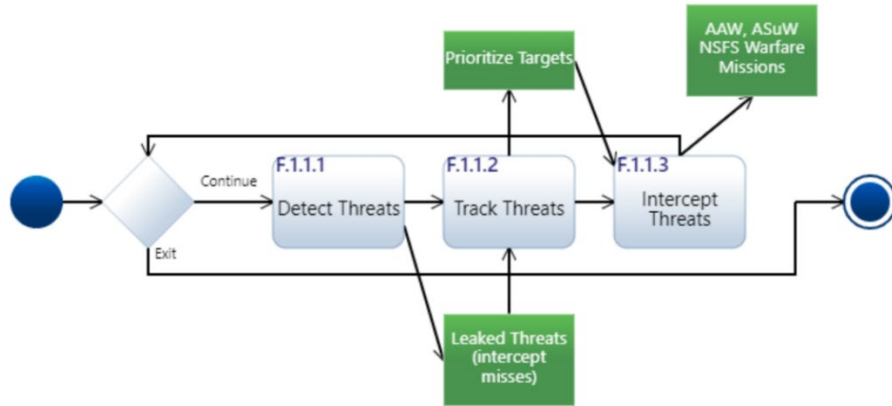 Prioritize Targets
AAW, ASuW
NSFS Warfare
Missions
F.1.1.1
Detect Threats
F.1.1.2
Track Threats
F.1.1.3
Intercept
Threats
Continue
Exit
Leaked Threats
(intercept
misses)